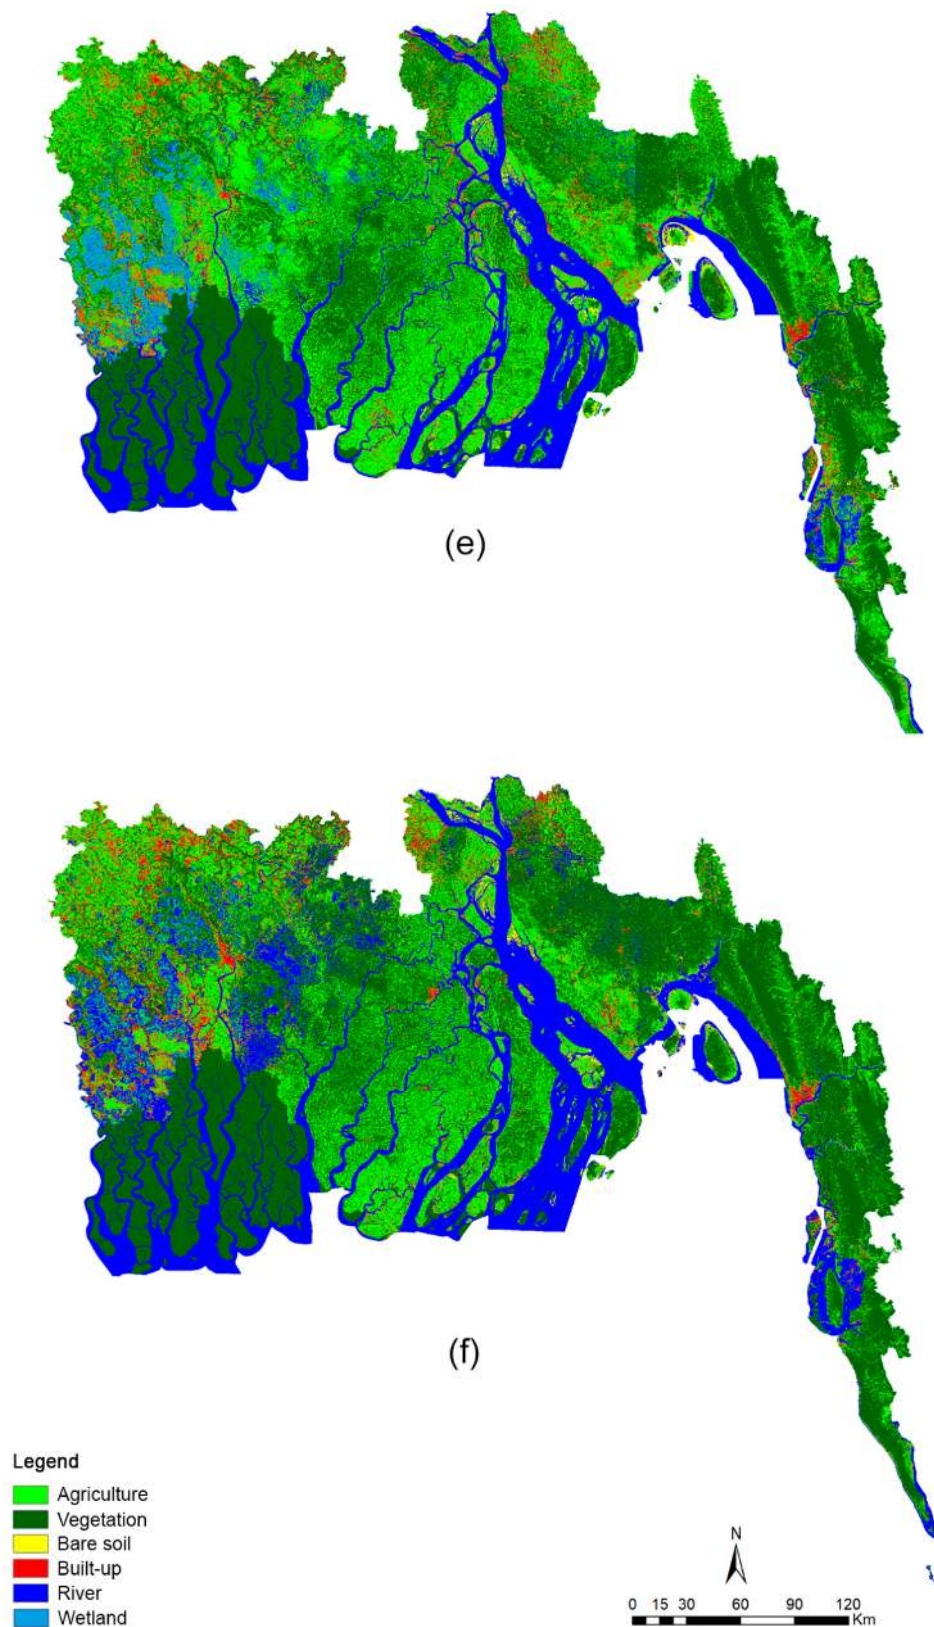 (e)
(f)
Legend
Agriculture
Vegetation
Bare soil
Built-up
River
Wetland
N
0 15 30 60 90 120
Km